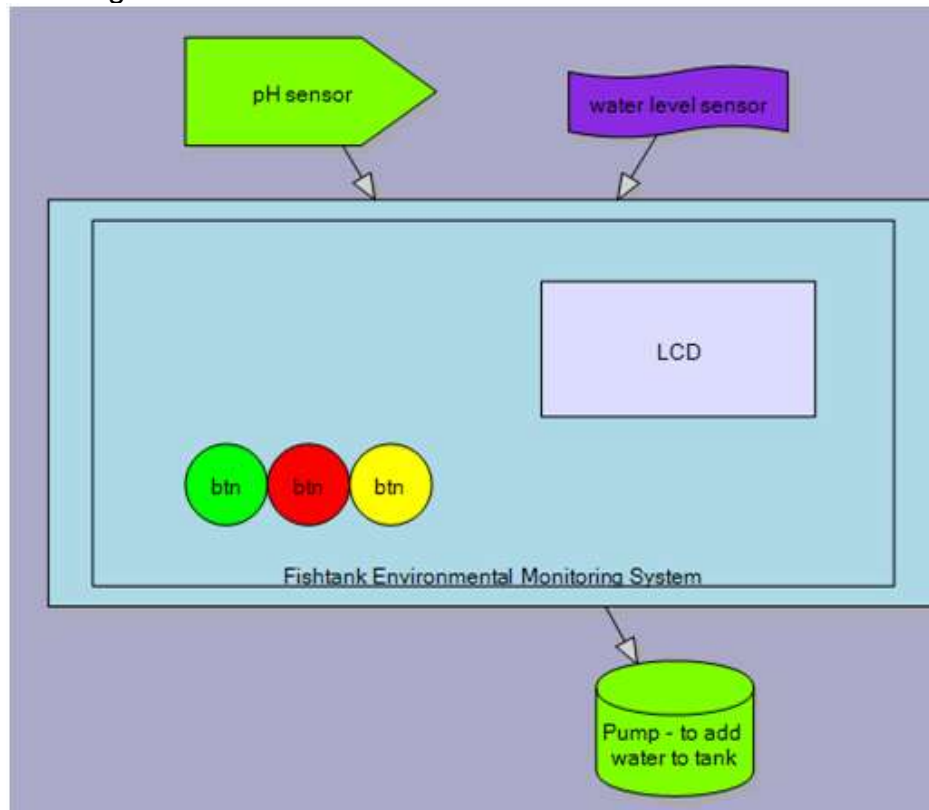 pH sensor
water level sensor
LCD
btn
btn
btn
Fishtank Environmental Monitoring System
Pump - to add
water to tank